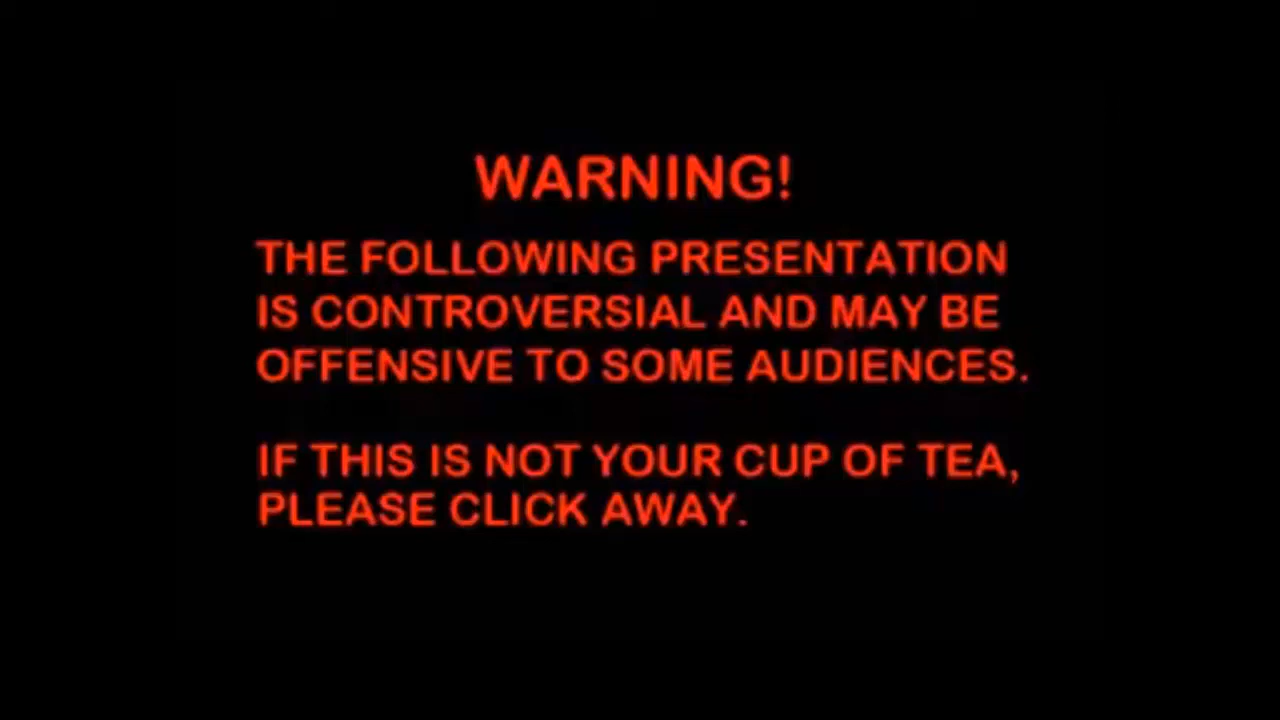 WARNING!
THE FOLLOWING PRESENTATION
IS CONTROVERSIAL AND MAY BE
OFFENSIVE TO SOME AUDIENCES.
IF THIS IS NOT YOUR CUP OF TEA,
PLEASE CLICK AWAY.